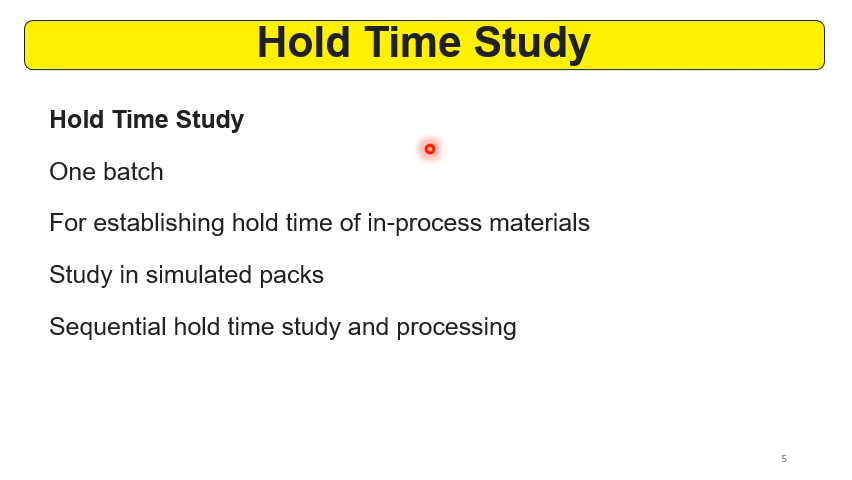 Hold Time Study
Hold Time Study
One batch
For establishing hold time of in-process materials
Study in simulated packs
Sequential hold time study and processing
5